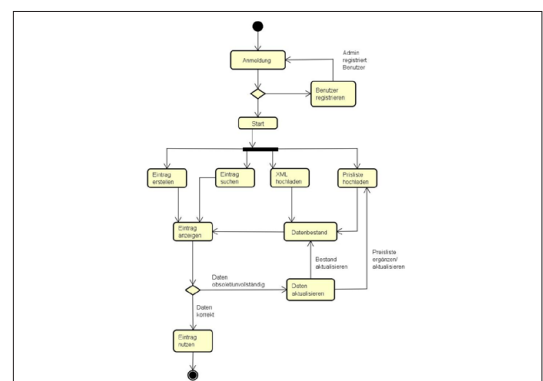 Anmeldung
Admin
registriert
Benutzer
Benutzer
registrieren
Start
Eintrag
erstellen
Eintrag
suchen
XML
hochladen
Preisliste
hochladen
Eintrag
anzeigen
Datenbestand
Bestand
aktualisieren
Preisliste
ergänzen/
aktualisieren
Daten
obsolet/unvollständig
Daten
aktualisieren
Daten
korrekt
Eintrag
nutzen